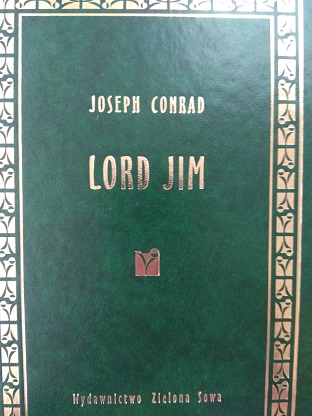 JOSEPH CONRAD
LORD JIM
Wydawnictwo Zielona Sowa